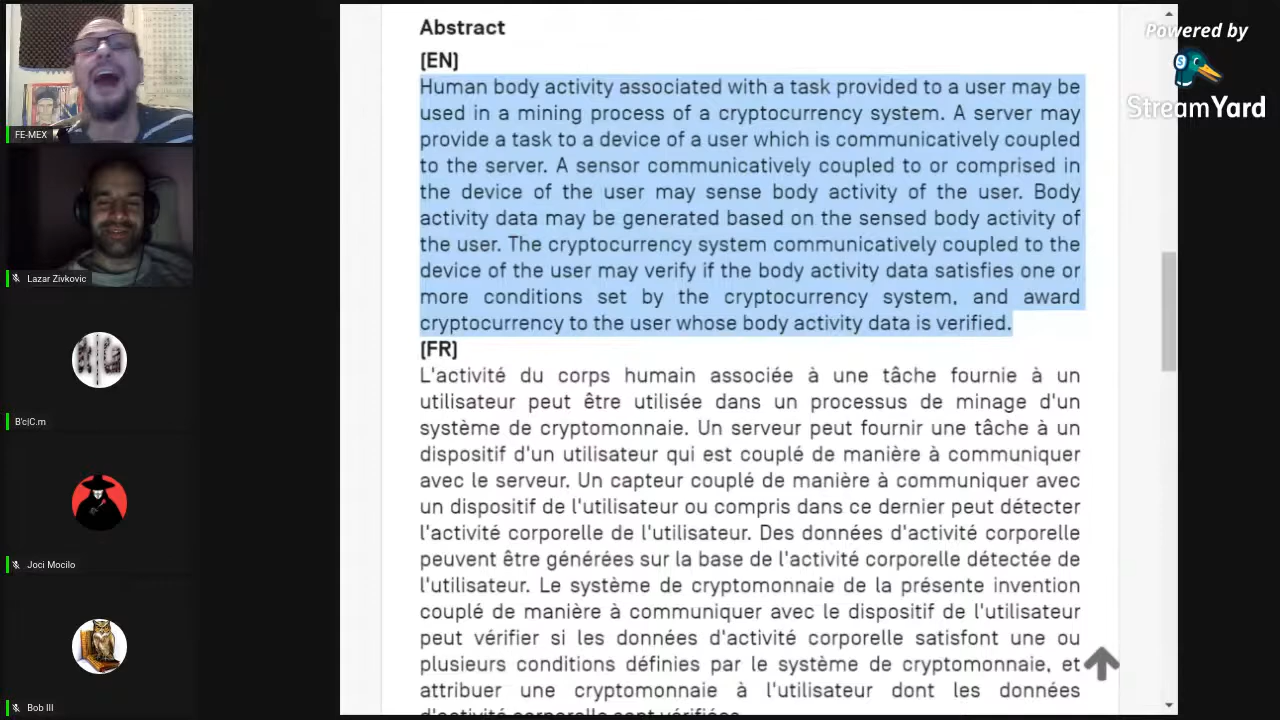 Abstract
[EN]
Human body activity associated with a task provided to a user may be
used in a mining process of a cryptocurrency system. A server may
provide a task to a device of a user which is communicatively coupled
to the server. A sensor communicatively coupled to or comprised in
the device of the user may sense body activity of the user. Body
activity data may be generated based on the sensed body activity of
the user. The cryptocurrency system communicatively coupled to the
device of the user may verify if the body activity data satisfies one or
more conditions set by the cryptocurrency system, and award
cryptocurrency to the user whose body activity data is verified.
[FR]
L'activité du corps humain associée à une tâche fournie à un
utilisateur peut être utilisée dans un processus de minage d'un
système de cryptomonnaie. Un serveur peut fournir une tâche à un
dispositif d'un utilisateur qui est couplé de manière à communiquer
avec le serveur. Un capteur couplé de manière à communiquer avec
un dispositif de l'utilisateur ou compris dans ce dernier peut détecter
l'activité corporelle de l'utilisateur. Des données d'activité corporelle
peuvent être générées sur la base de l'activité corporelle détectée de
l'utilisateur. Le système de cryptomonnaie de la présente invention
couplé de manière à communiquer avec le dispositif de l'utilisateur
peut vérifier si les données d'activité corporelle satisfont une ou
plusieurs conditions définies par le système de cryptomonnaie, et
attribuer une cryptomonnaie à l'utilisateur dont les données
d'activité corporelle sont vérifiées.
Powered by
StreamYard
FE-MEX
Lazar Zivkovic
B'c|C.m
Joci Mocilo
Bob III